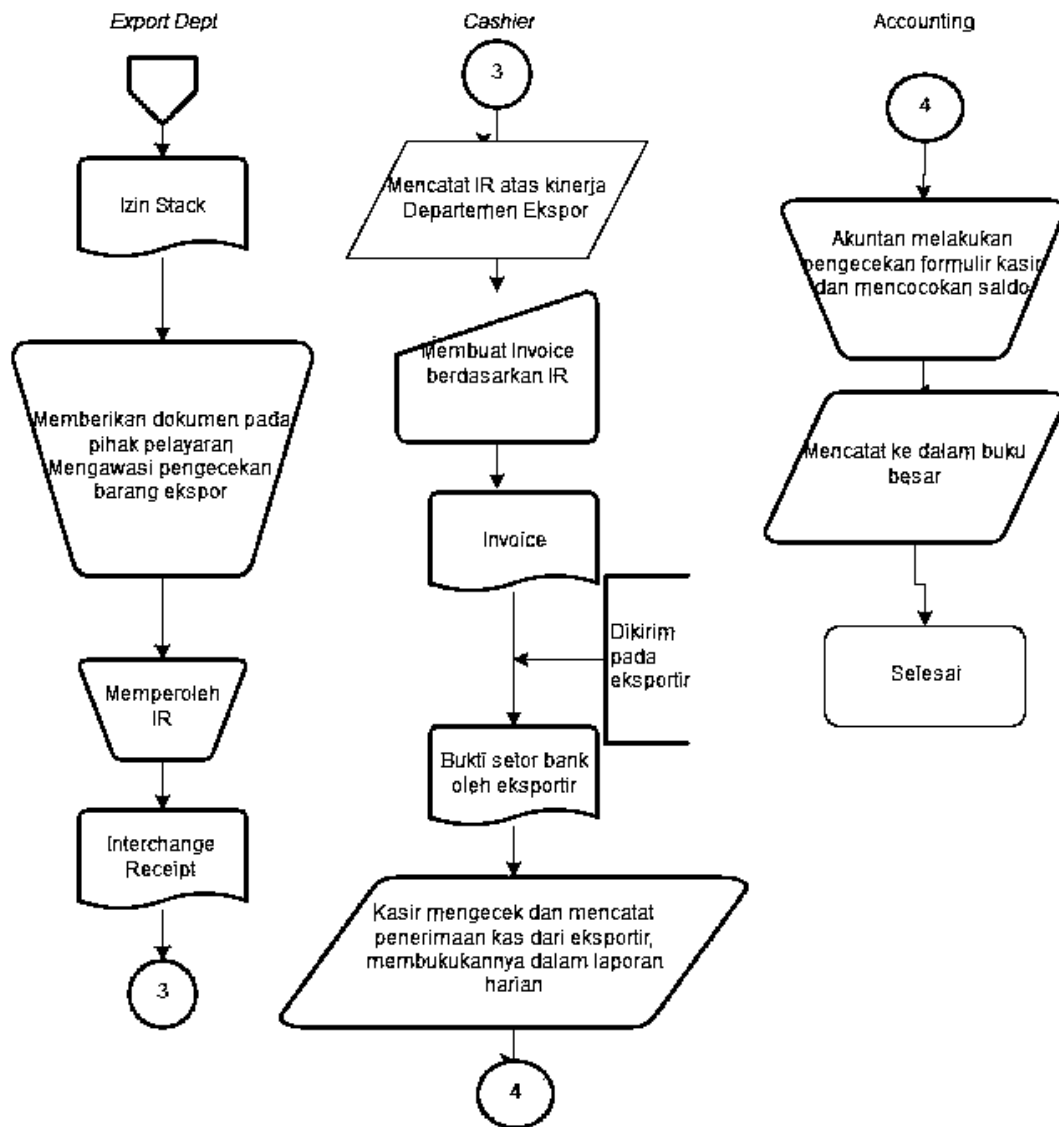 Export Dept
Izin Stack
Memberikan dokumen pada
pihak pelayaran
Mengawasi pengecekan
barang ekspor
Memperoleh
IR
Interchange
Receipt
3
Cashier
3
Mencatat IR atas kinerja
Departemen Ekspor
Membuat Invoice
berdasarkan IR
Invoice
Dikirim
pada
eksportir
Bukti setor bank
oleh eksportir
Kasir mengecek dan mencatat
penerimaan kas dari eksportir,
membukukannya dalam laporan
harian
4
Accounting
4
Akuntan melakukan
pengecekan formulir kasir
dan mencocokan saldo
Mencatat ke dalam buku
besar
Selesai